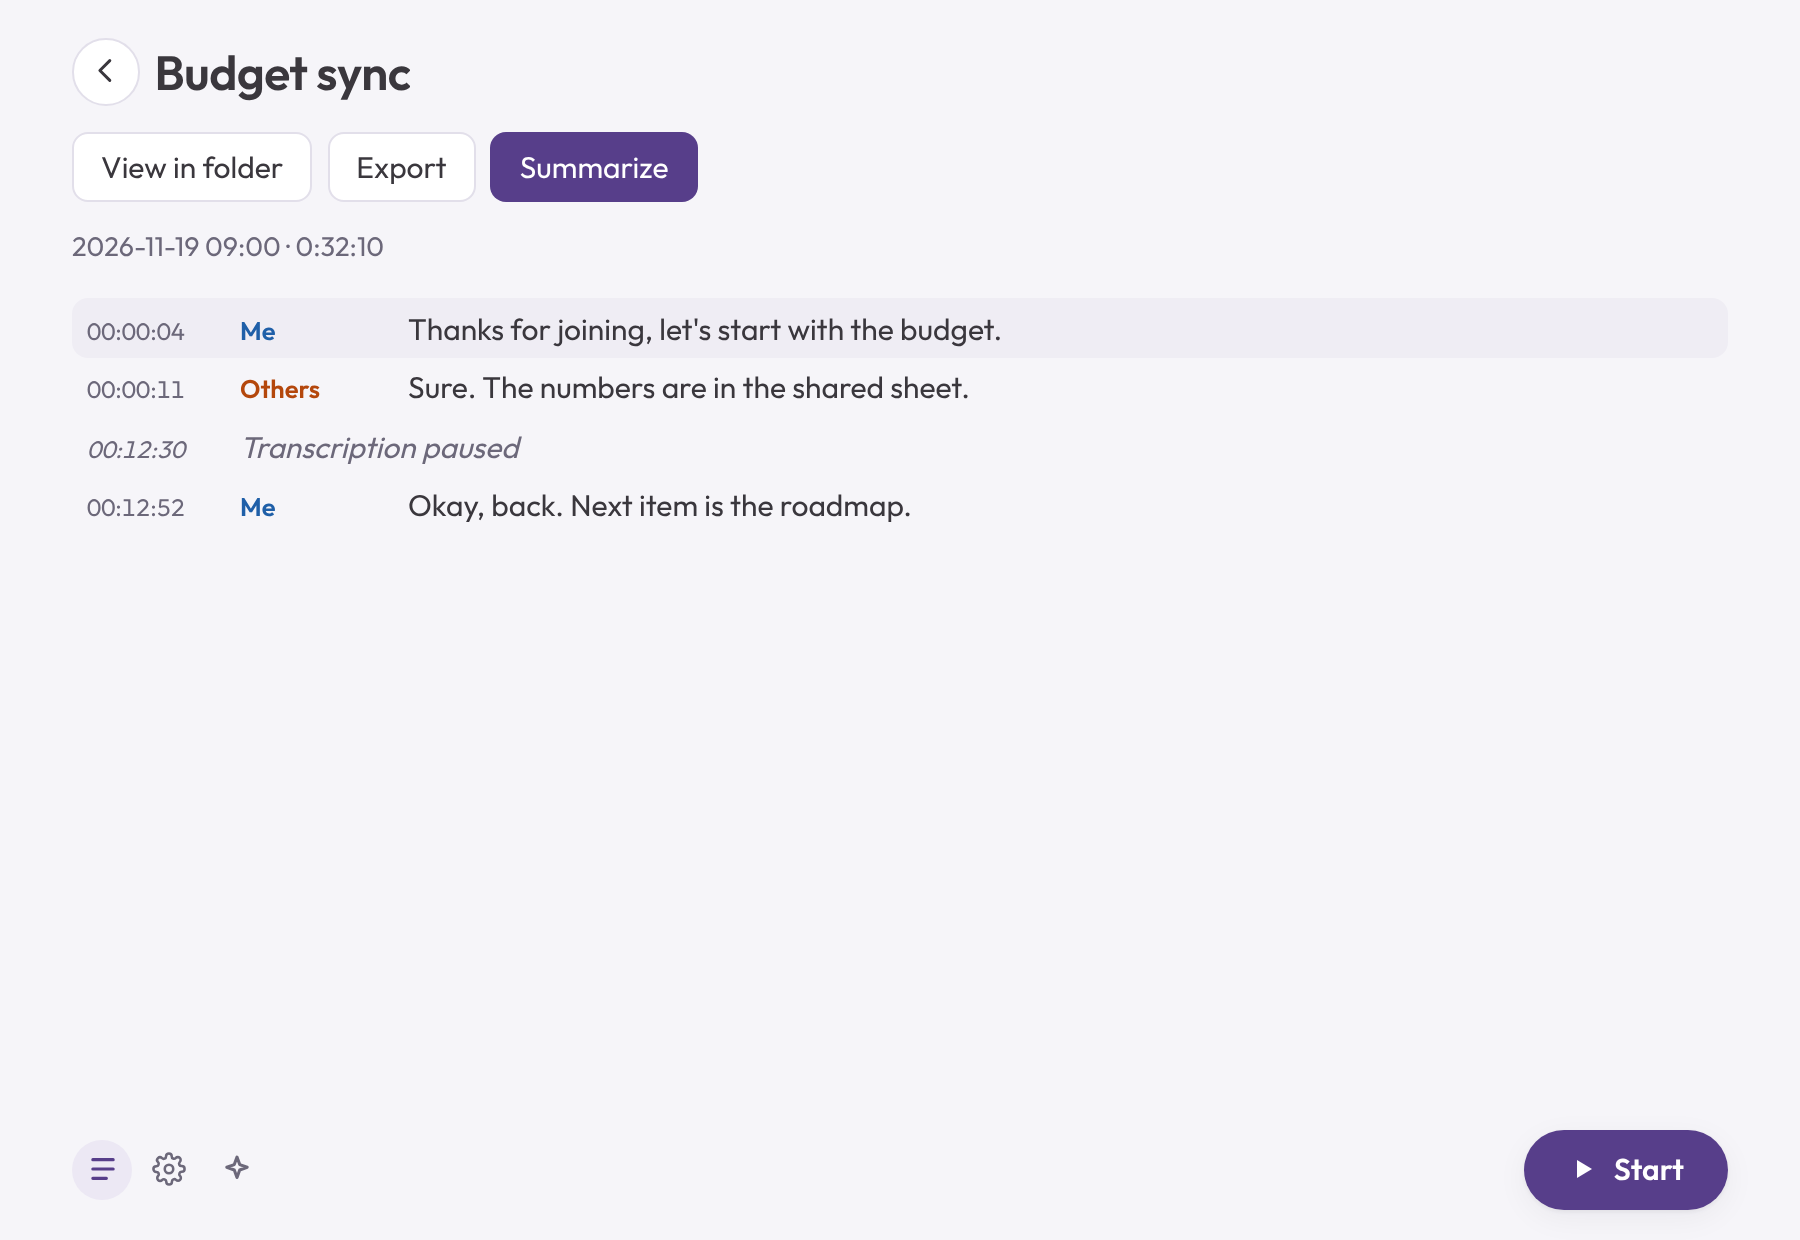 Budget sync
View in folder Export Summarize
2026-11-19 09:00 · 0:32:10
00:00:04 Me Thanks for joining, let's start with the budget.
00:00:11 Others Sure. The numbers are in the shared sheet.
00:12:30 Transcription paused
00:12:52 Me Okay, back. Next item is the roadmap.
Start